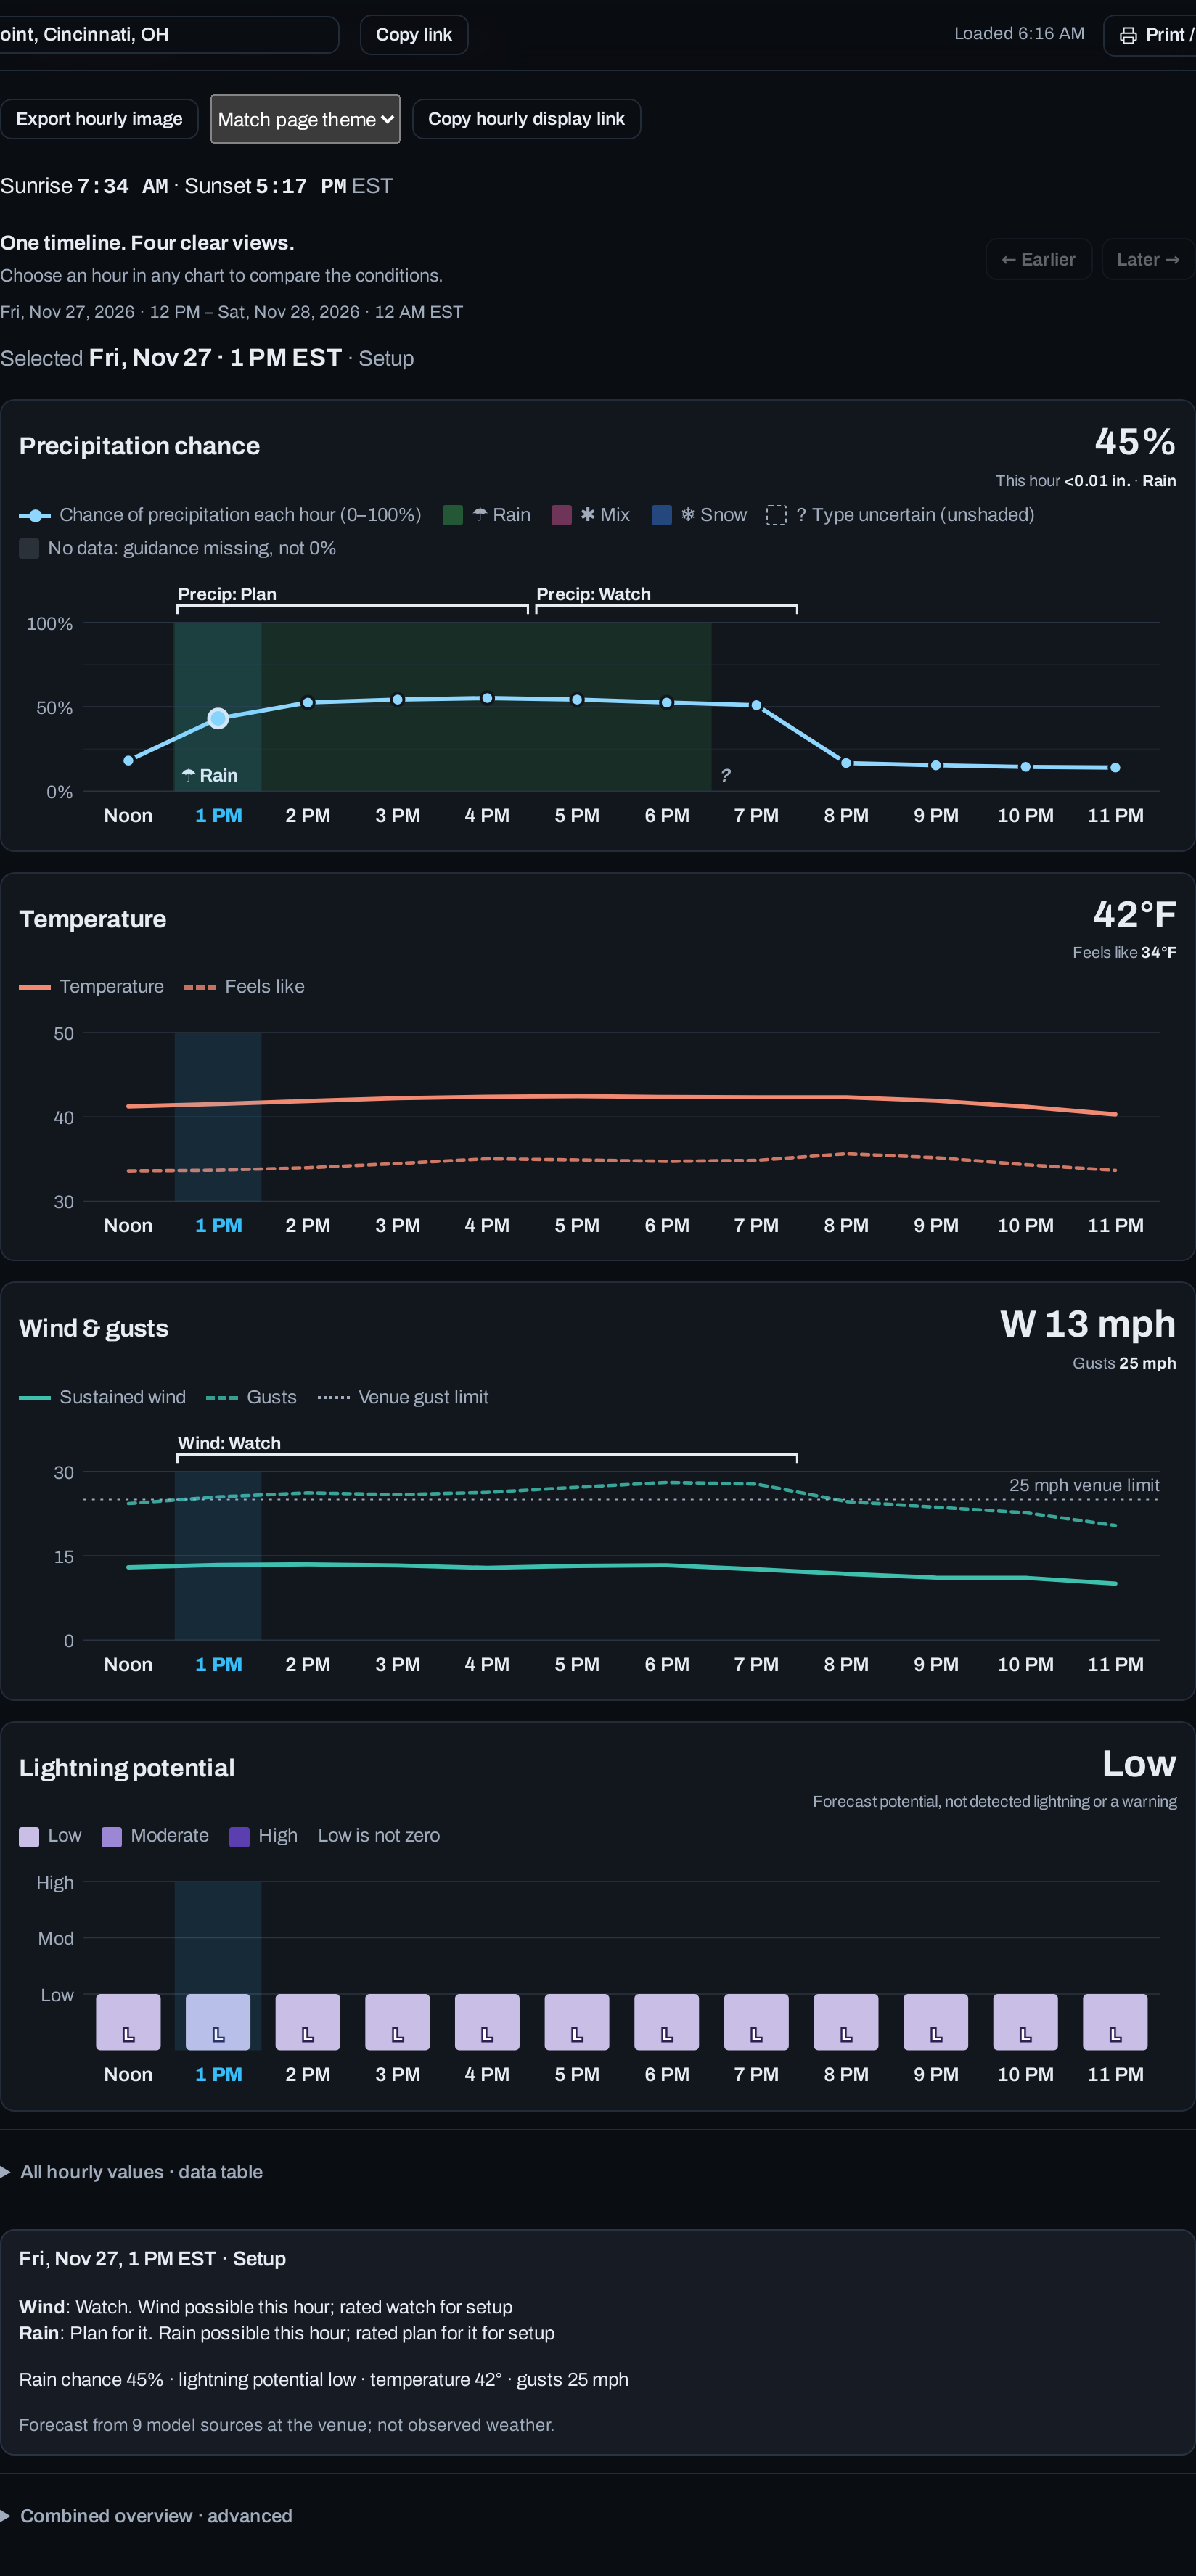 oint, Cincinnati, OH
Copy link
Loaded 6:16 AM
Print /
Export hourly image
Match page theme
Copy hourly display link
Sunrise 7:34 AM · Sunset 5:17 PM EST
One timeline. Four clear views.
← Earlier
Later →
Choose an hour in any chart to compare the conditions.
Fri, Nov 27, 2026 · 12 PM – Sat, Nov 28, 2026 · 12 AM EST
Selected Fri, Nov 27 · 1 PM EST · Setup
Precipitation chance
45%
This hour <0.01 in. · Rain
Chance of precipitation each hour (0–100%) ☂ Rain ✱ Mix ❄ Snow ? Type uncertain (unshaded)
No data: guidance missing, not 0%
Precip: Plan Precip: Watch
100%
50%
☂ Rain ?
0%
Noon 1 PM 2 PM 3 PM 4 PM 5 PM 6 PM 7 PM 8 PM 9 PM 10 PM 11 PM
Temperature
42°F
Feels like 34°F
Temperature Feels like
50
40
30
Noon 1 PM 2 PM 3 PM 4 PM 5 PM 6 PM 7 PM 8 PM 9 PM 10 PM 11 PM
Wind & gusts
W 13 mph
Gusts 25 mph
Sustained wind Gusts Venue gust limit
Wind: Watch
30
25 mph venue limit
15
0
Noon 1 PM 2 PM 3 PM 4 PM 5 PM 6 PM 7 PM 8 PM 9 PM 10 PM 11 PM
Lightning potential
Low
Forecast potential, not detected lightning or a warning
Low Moderate High Low is not zero
High
Mod
Low
L L L L L L L L L L L L
Noon 1 PM 2 PM 3 PM 4 PM 5 PM 6 PM 7 PM 8 PM 9 PM 10 PM 11 PM
All hourly values · data table
Fri, Nov 27, 1 PM EST · Setup
Wind: Watch. Wind possible this hour; rated watch for setup
Rain: Plan for it. Rain possible this hour; rated plan for it for setup
Rain chance 45% · lightning potential low · temperature 42° · gusts 25 mph
Forecast from 9 model sources at the venue; not observed weather.
Combined overview · advanced